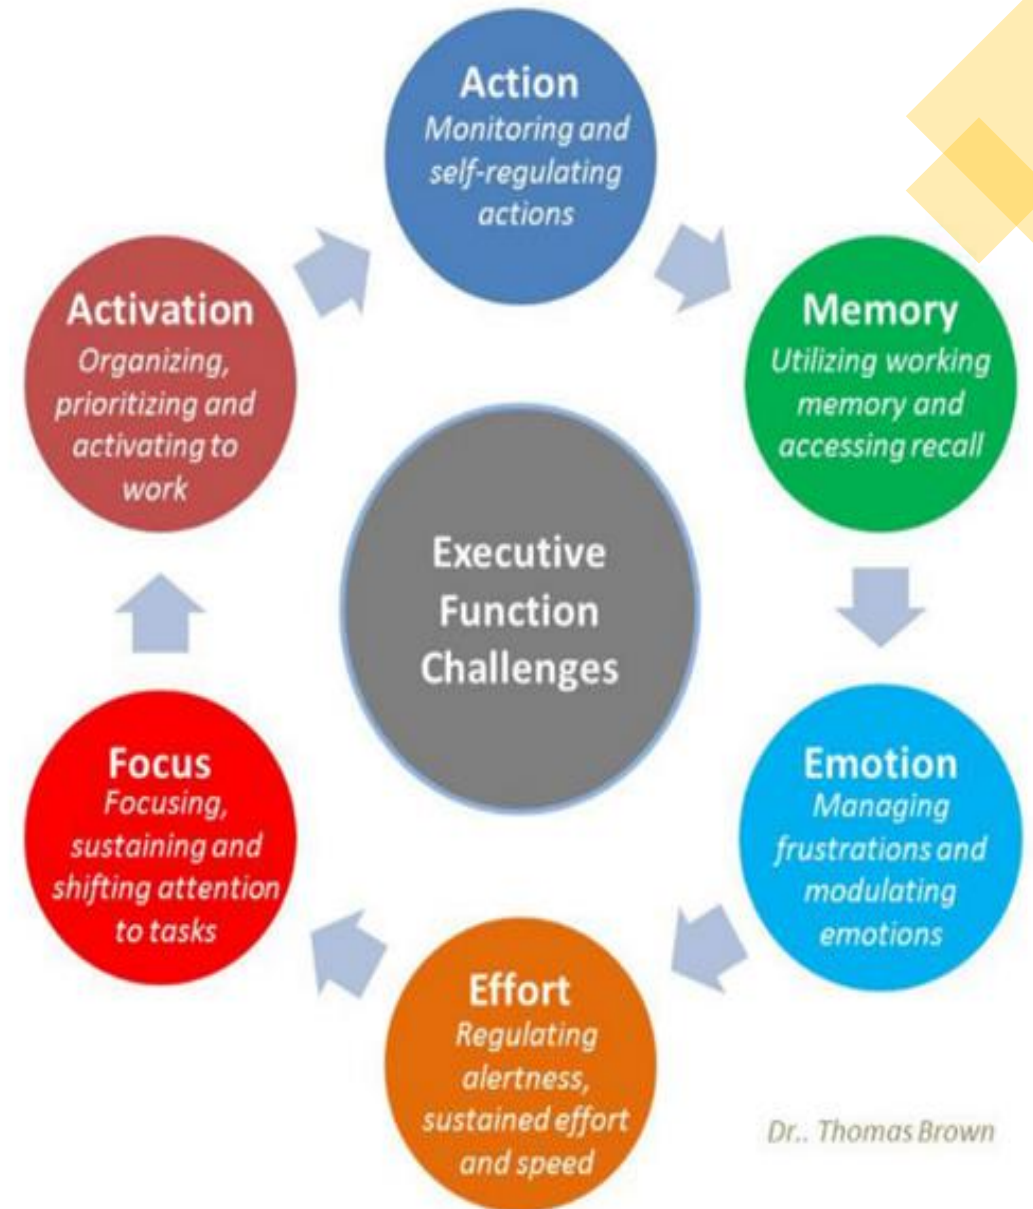 Action
Monitoring and
self-regulating
actions
Memory
Utilizing working
memory and
accessing recall
Emotion
Managing
frustrations and
modulating
emotions
Effort
Regulating
alertness,
sustained effort
and speed
Focus
Focusing,
sustaining and
shifting attention
to tasks
Activation
Organizing,
prioritizing and
activating to
work
Executive
Function
Challenges
Dr.. Thomas Brown